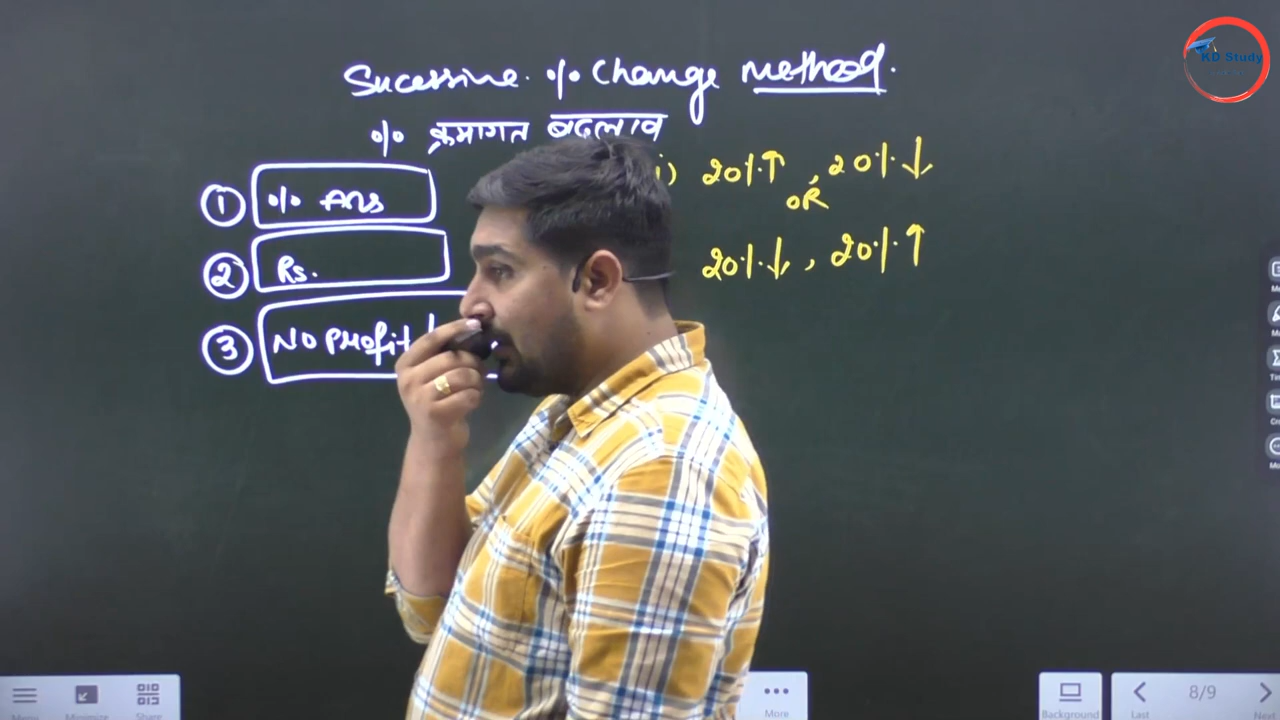 Sucessive % Change method.
% क्रमागत बदलाव
① % Ans
② Rs.
③ No Profit
i) 20%↑, 20%↓
OR
20%↓, 20%↑
RD Study
Menu
Minimize
Share
More
Background
Last
8/9